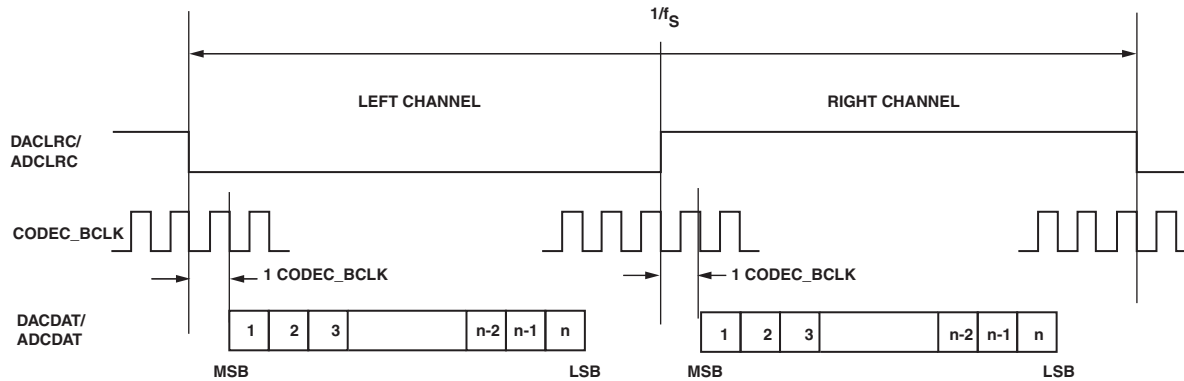 1/fS
LEFT CHANNEL
RIGHT CHANNEL
DACLRC/
ADCLRC
CODEC_BCLK
1 CODEC_BCLK
1 CODEC_BCLK
DACDAT/
ADCDAT
1 2 3 n-2 n-1 n
1 2 3 n-2 n-1 n
MSB
LSB
MSB
LSB